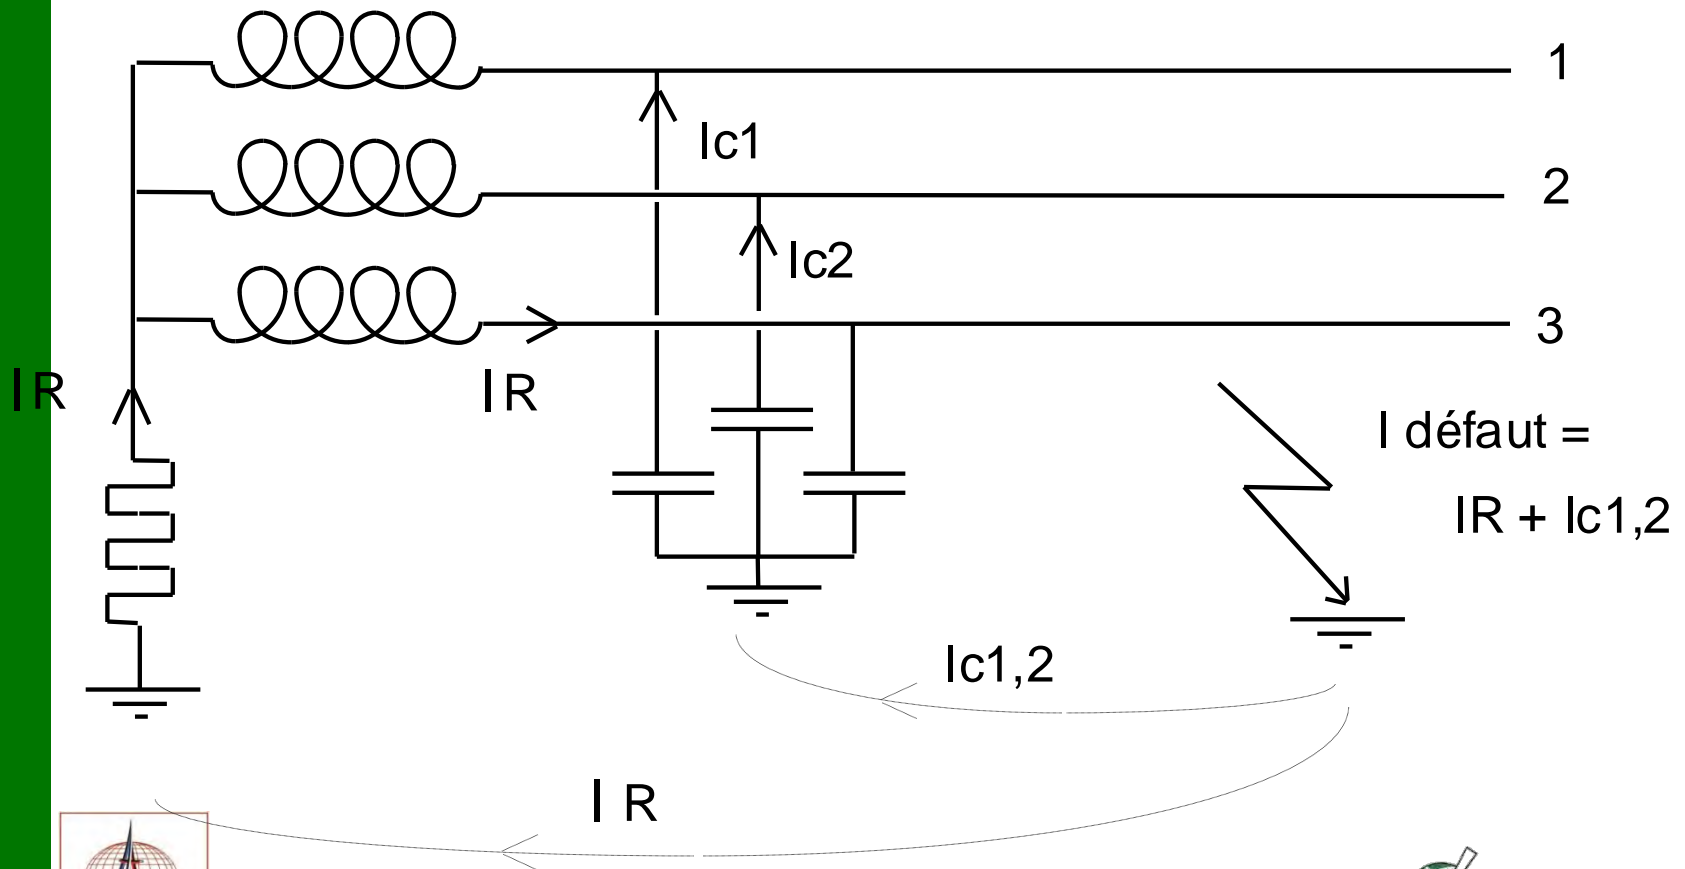 1
Ic1
2
Ic2
3
IR
IR
I défaut =
IR + Ic1,2
Ic1,2
I R